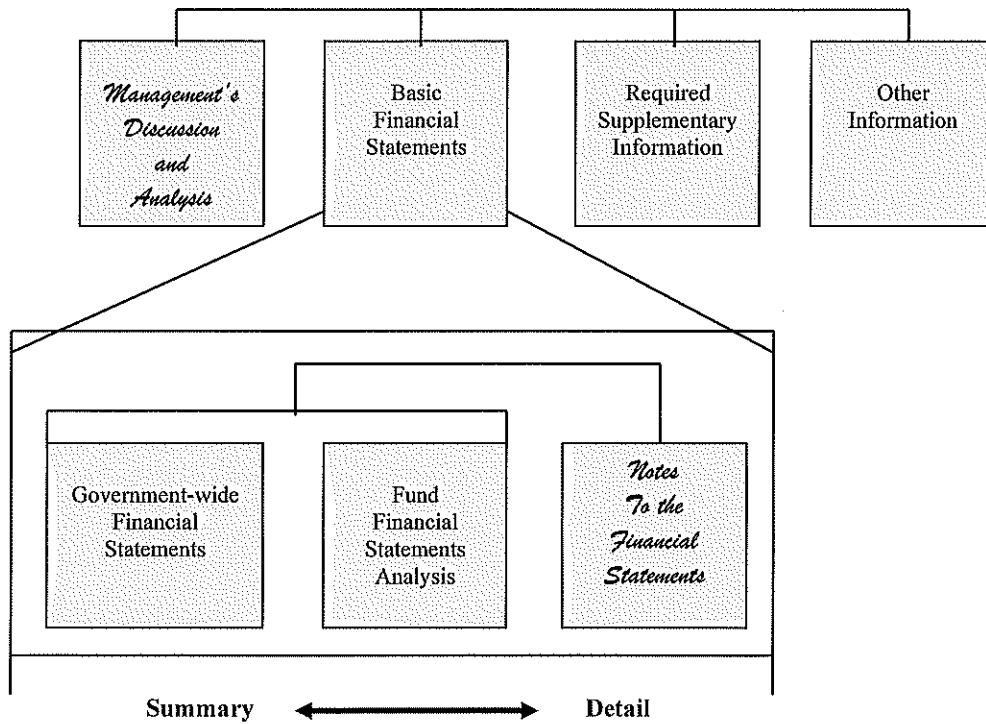 Management's
Discussion
and
Analysis
Basic
Financial
Statements
Required
Supplementary
Information
Other
Information
Government-wide
Financial
Statements
Fund
Financial
Statements
Analysis
Notes
To the
Financial
Statements
Summary
Detail